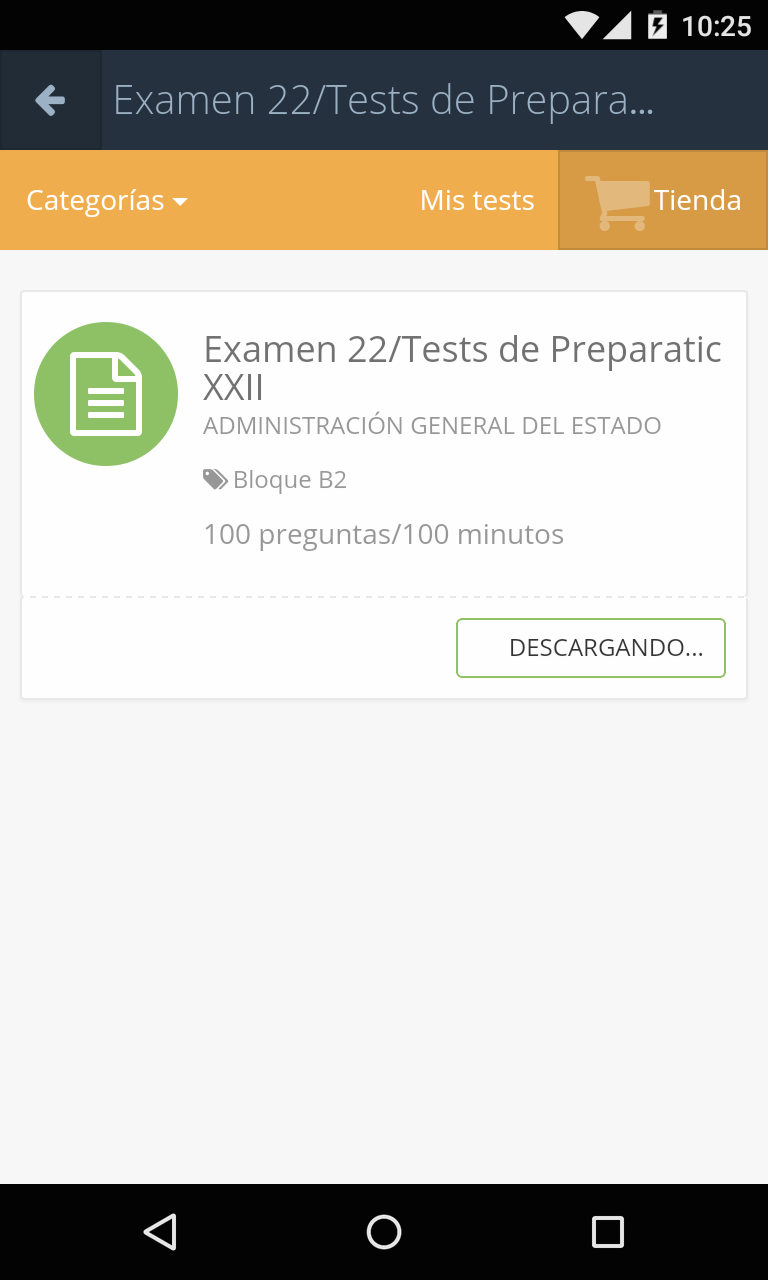 10:25
Examen 22/Tests de Prepara...
Categorías
Mis tests
Tienda
Examen 22/Tests de Preparatic
XXII
ADMINISTRACIÓN GENERAL DEL ESTADO
Bloque B2
100 preguntas/100 minutos
DESCARGANDO...